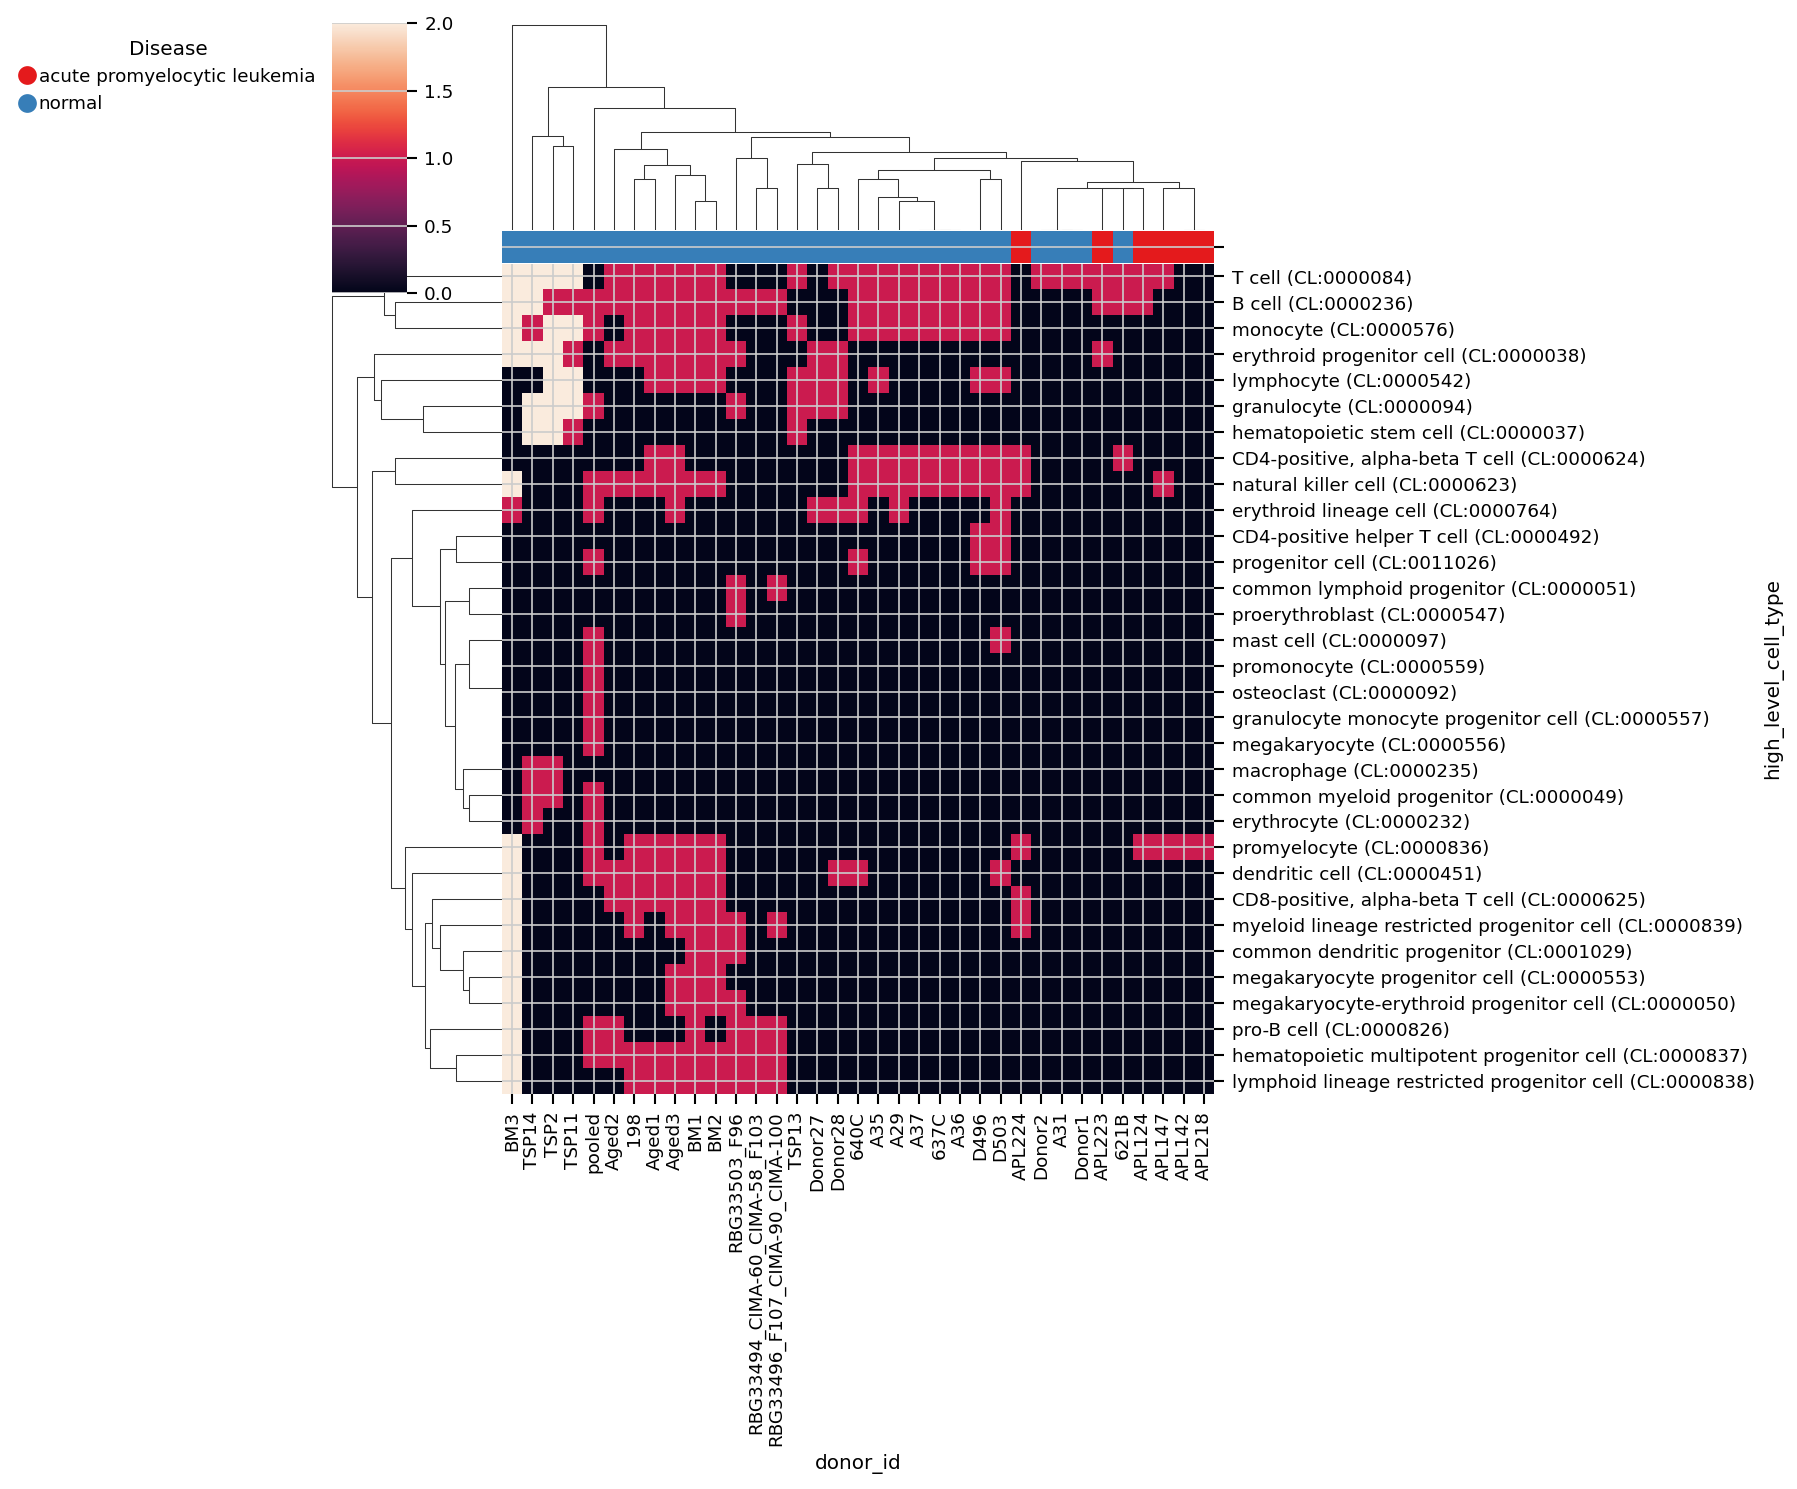 Disease
acute promyelocytic leukemia
normal
2.0
1.5
1.0
0.5
0.0
T cell (CL:0000084)
B cell (CL:0000236)
monocyte (CL:0000576)
erythroid progenitor cell (CL:0000038)
lymphocyte (CL:0000542)
granulocyte (CL:0000094)
hematopoietic stem cell (CL:0000037)
CD4-positive, alpha-beta T cell (CL:0000624)
natural killer cell (CL:0000623)
erythroid lineage cell (CL:0000764)
CD4-positive helper T cell (CL:0000492)
progenitor cell (CL:0011026)
common lymphoid progenitor (CL:0000051)
proerythroblast (CL:0000547)
mast cell (CL:0000097)
promonocyte (CL:0000559)
osteoclast (CL:0000092)
granulocyte monocyte progenitor cell (CL:0000557)
megakaryocyte (CL:0000556)
macrophage (CL:0000235)
common myeloid progenitor (CL:0000049)
erythrocyte (CL:0000232)
promyelocyte (CL:0000836)
dendritic cell (CL:0000451)
CD8-positive, alpha-beta T cell (CL:0000625)
myeloid lineage restricted progenitor cell (CL:0000839)
common dendritic progenitor (CL:0001029)
megakaryocyte progenitor cell (CL:0000553)
megakaryocyte-erythroid progenitor cell (CL:0000050)
pro-B cell (CL:0000826)
hematopoietic multipotent progenitor cell (CL:0000837)
lymphoid lineage restricted progenitor cell (CL:0000838)
high_level_cell_type
BM3
TSP14
TSP2
TSP11
pooled
Aged2
198
Aged1
Aged3
BM1
BM2
RBG33503_F96
RBG33494_CIMA-60_CIMA-58_F103
RBG33496_F107_CIMA-90_CIMA-100
TSP13
Donor27
Donor28
640C
A35
A29
A37
637C
A36
D496
D503
APL224
Donor2
A31
Donor1
APL223
621B
APL124
APL147
APL142
APL218
donor_id